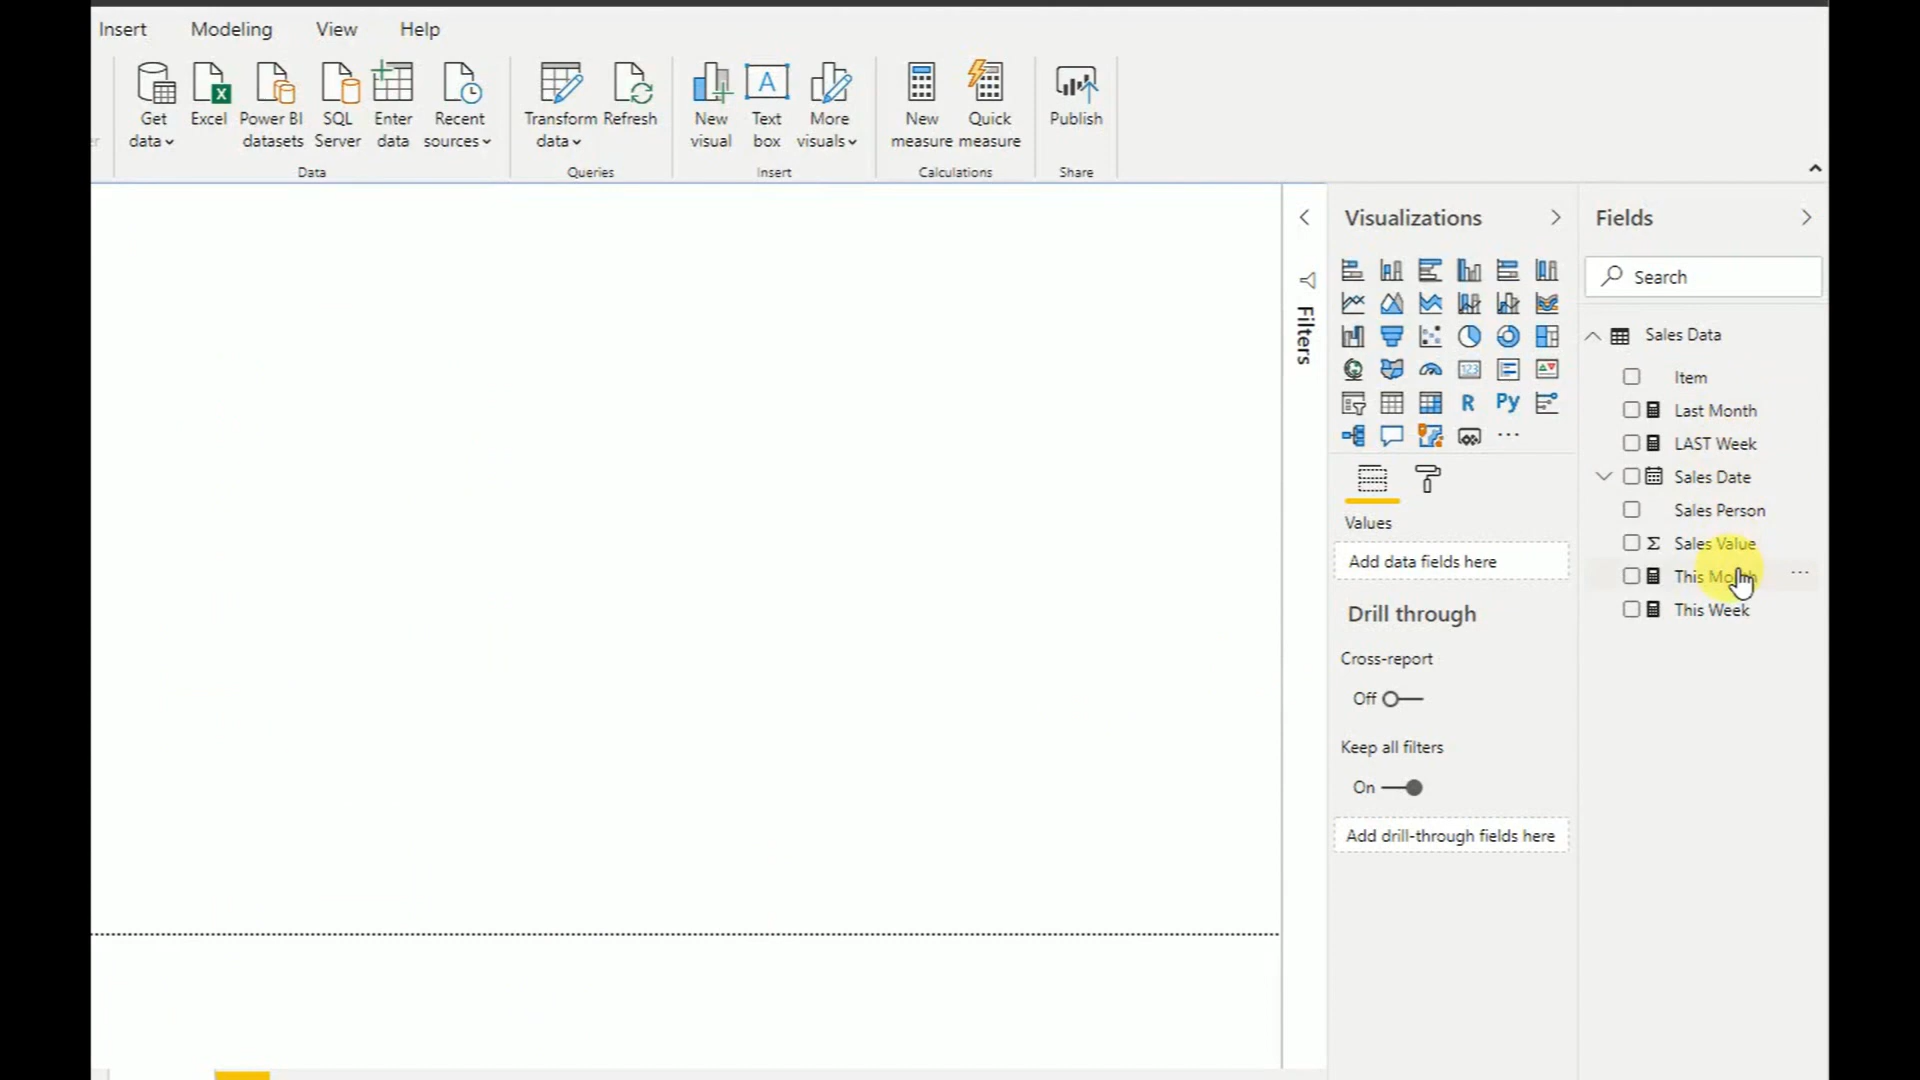 Insert Modeling View Help
Get data
Excel
Power BI datasets
SQL Server
Enter data
Recent sources
Data
Transform data
Refresh
Queries
New visual
A
Text box
More visuals
Insert
New measure
Quick measure
Calculations
Publish
Share
Filters
Visualizations
123
R
Py
...
Values
Add data fields here
Drill through
Cross-report
Off
Keep all filters
On
Add drill-through fields here
Fields
Search
Sales Data
Item
Last Month
LAST Week
Sales Date
Sales Person
Σ Sales Value
This Month
...
This Week